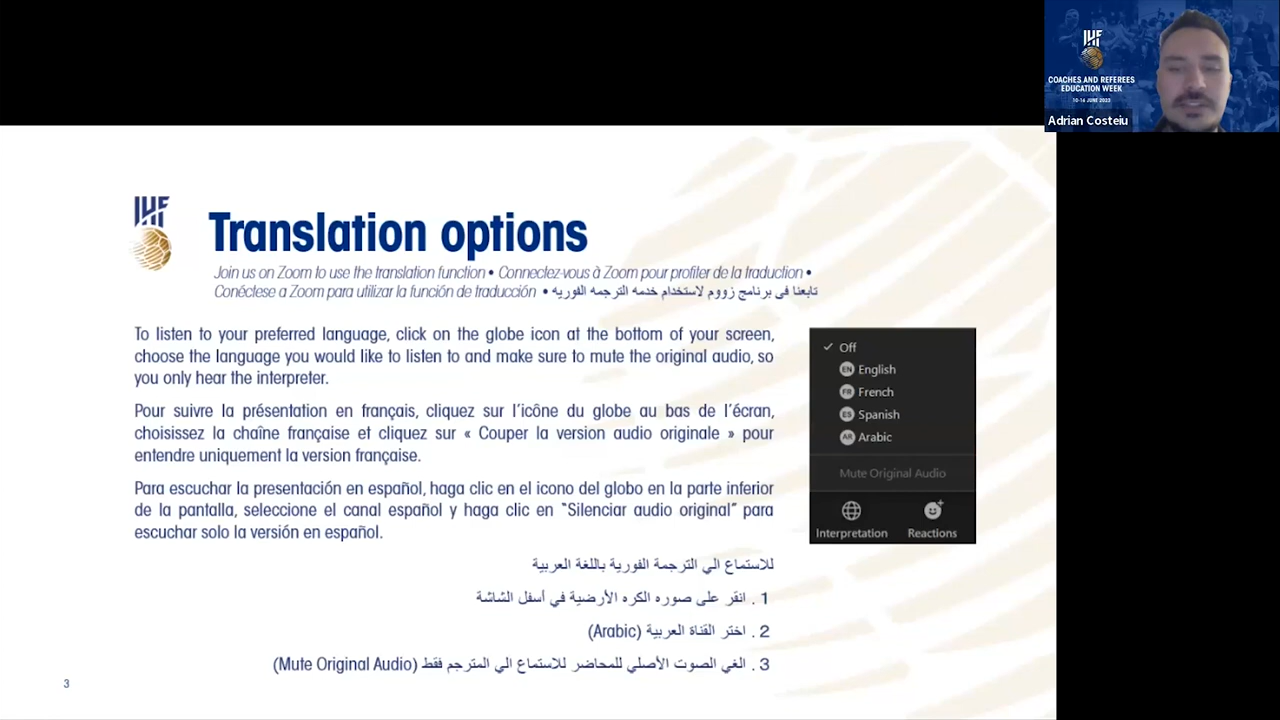 IHF
COACHES AND REFEREES
EDUCATION WEEK
10-16 JUNE 2023
Adrian Costeiu
IHF
Translation options
Join us on Zoom to use the translation function • Connectez-vous à Zoom pour profiter de la traduction •
Conéctese a Zoom para utilizar la función de traducción • تابعنا فى برنامج زووم لاستخدام خدمه الترجمه الفوريه
To listen to your preferred language, click on the globe icon at the bottom of your screen,
choose the language you would like to listen to and make sure to mute the original audio, so
you only hear the interpreter.
Pour suivre la présentation en français, cliquez sur l'icône du globe au bas de l'écran,
choisissez la chaîne française et cliquez sur « Couper la version audio originale » pour
entendre uniquement la version française.
Para escuchar la presentación en español, haga clic en el icono del globo en la parte inferior
de la pantalla, seleccione el canal español y haga clic en "Silenciar audio original" para
escuchar solo la versión en español.
للاستماع الي الترجمة الفورية باللغة العربية
1 . انقر على صوره الكره الأرضية في أسفل الشاشة
2 . اختر القناة العربية (Arabic)
3 . الغي الصوت الأصلي للمحاضر للاستماع الي المترجم فقط (Mute Original Audio)
Off
EN English
FR French
ES Spanish
AR Arabic
Mute Original Audio
Interpretation Reactions
3